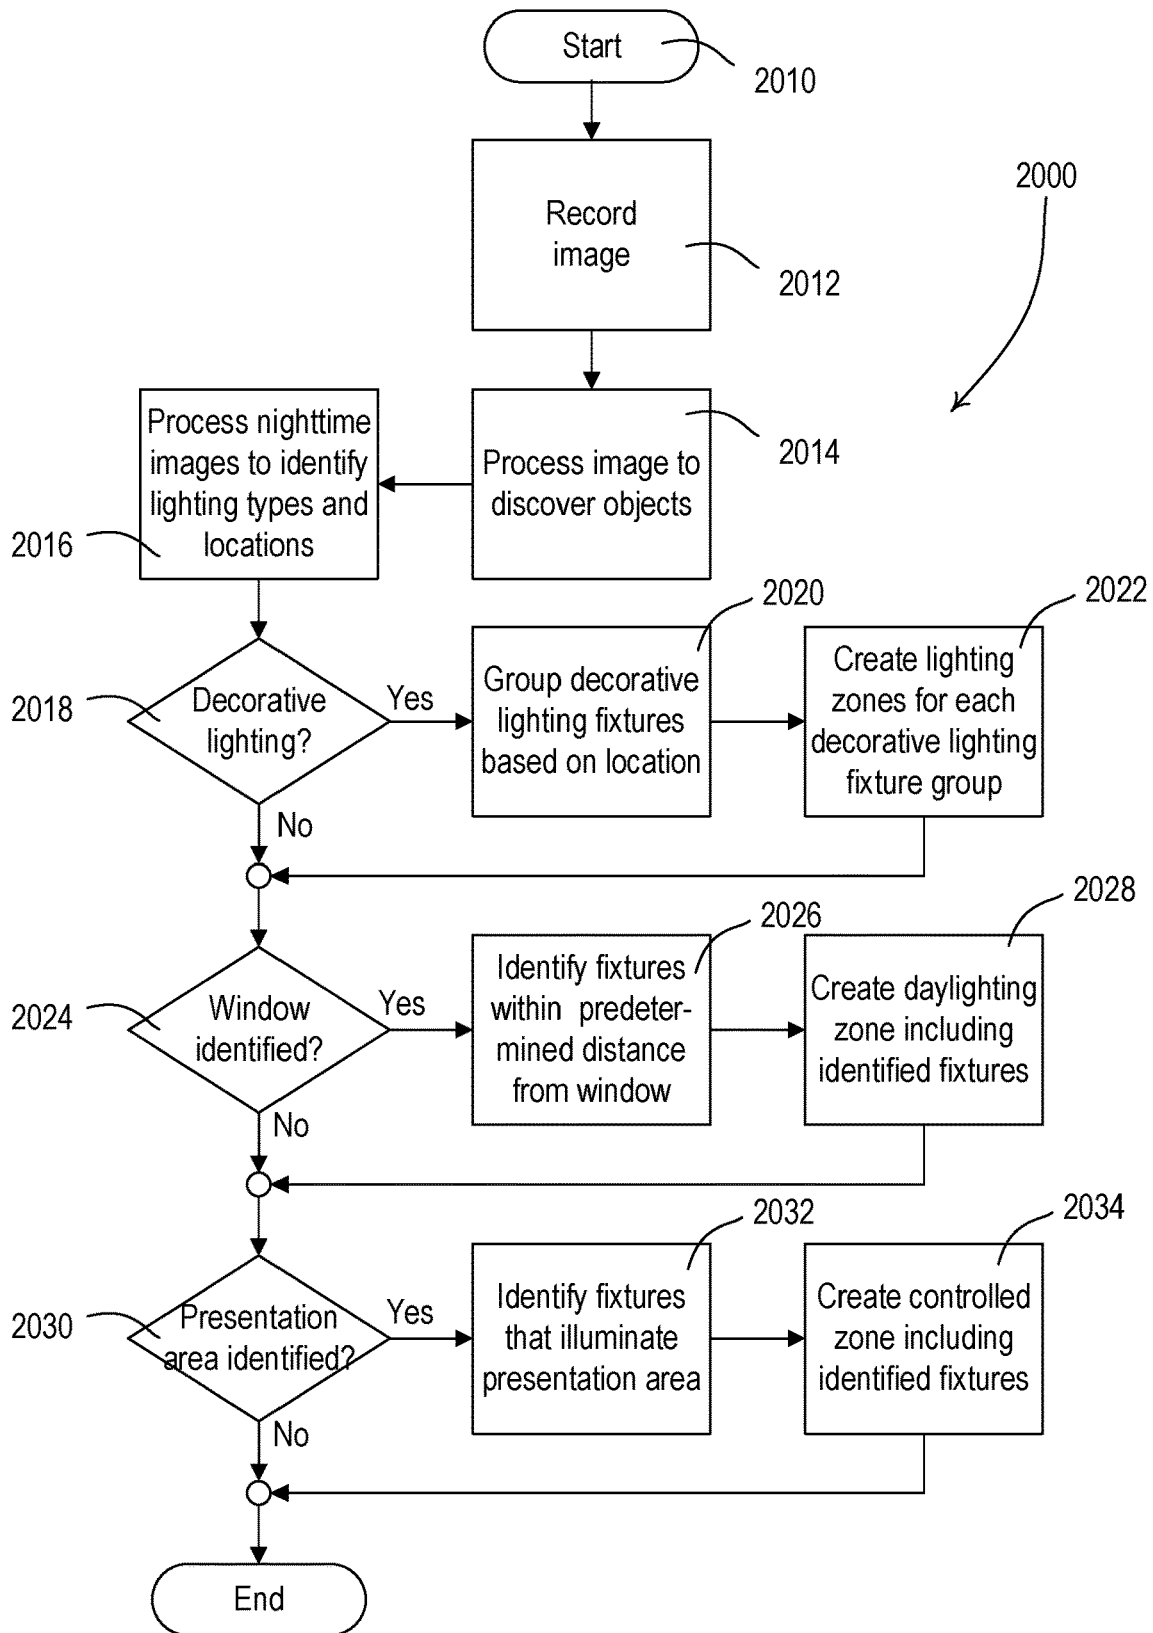 Start
2010
2000
Record
image
2012
Process nighttime
images to identify
lighting types and
locations
2016
Process image to
discover objects
2014
Decorative
lighting?
2018
Yes
No
Group decorative
lighting fixtures
based on location
2020
Create lighting
zones for each
decorative lighting
fixture group
2022
Window
identified?
2024
Yes
No
Identify fixtures
within predeter-
mined distance
from window
2026
Create daylighting
zone including
identified fixtures
2028
Presentation
area identified?
2030
Yes
No
Identify fixtures
that illuminate
presentation area
2032
Create controlled
zone including
identified fixtures
2034
End